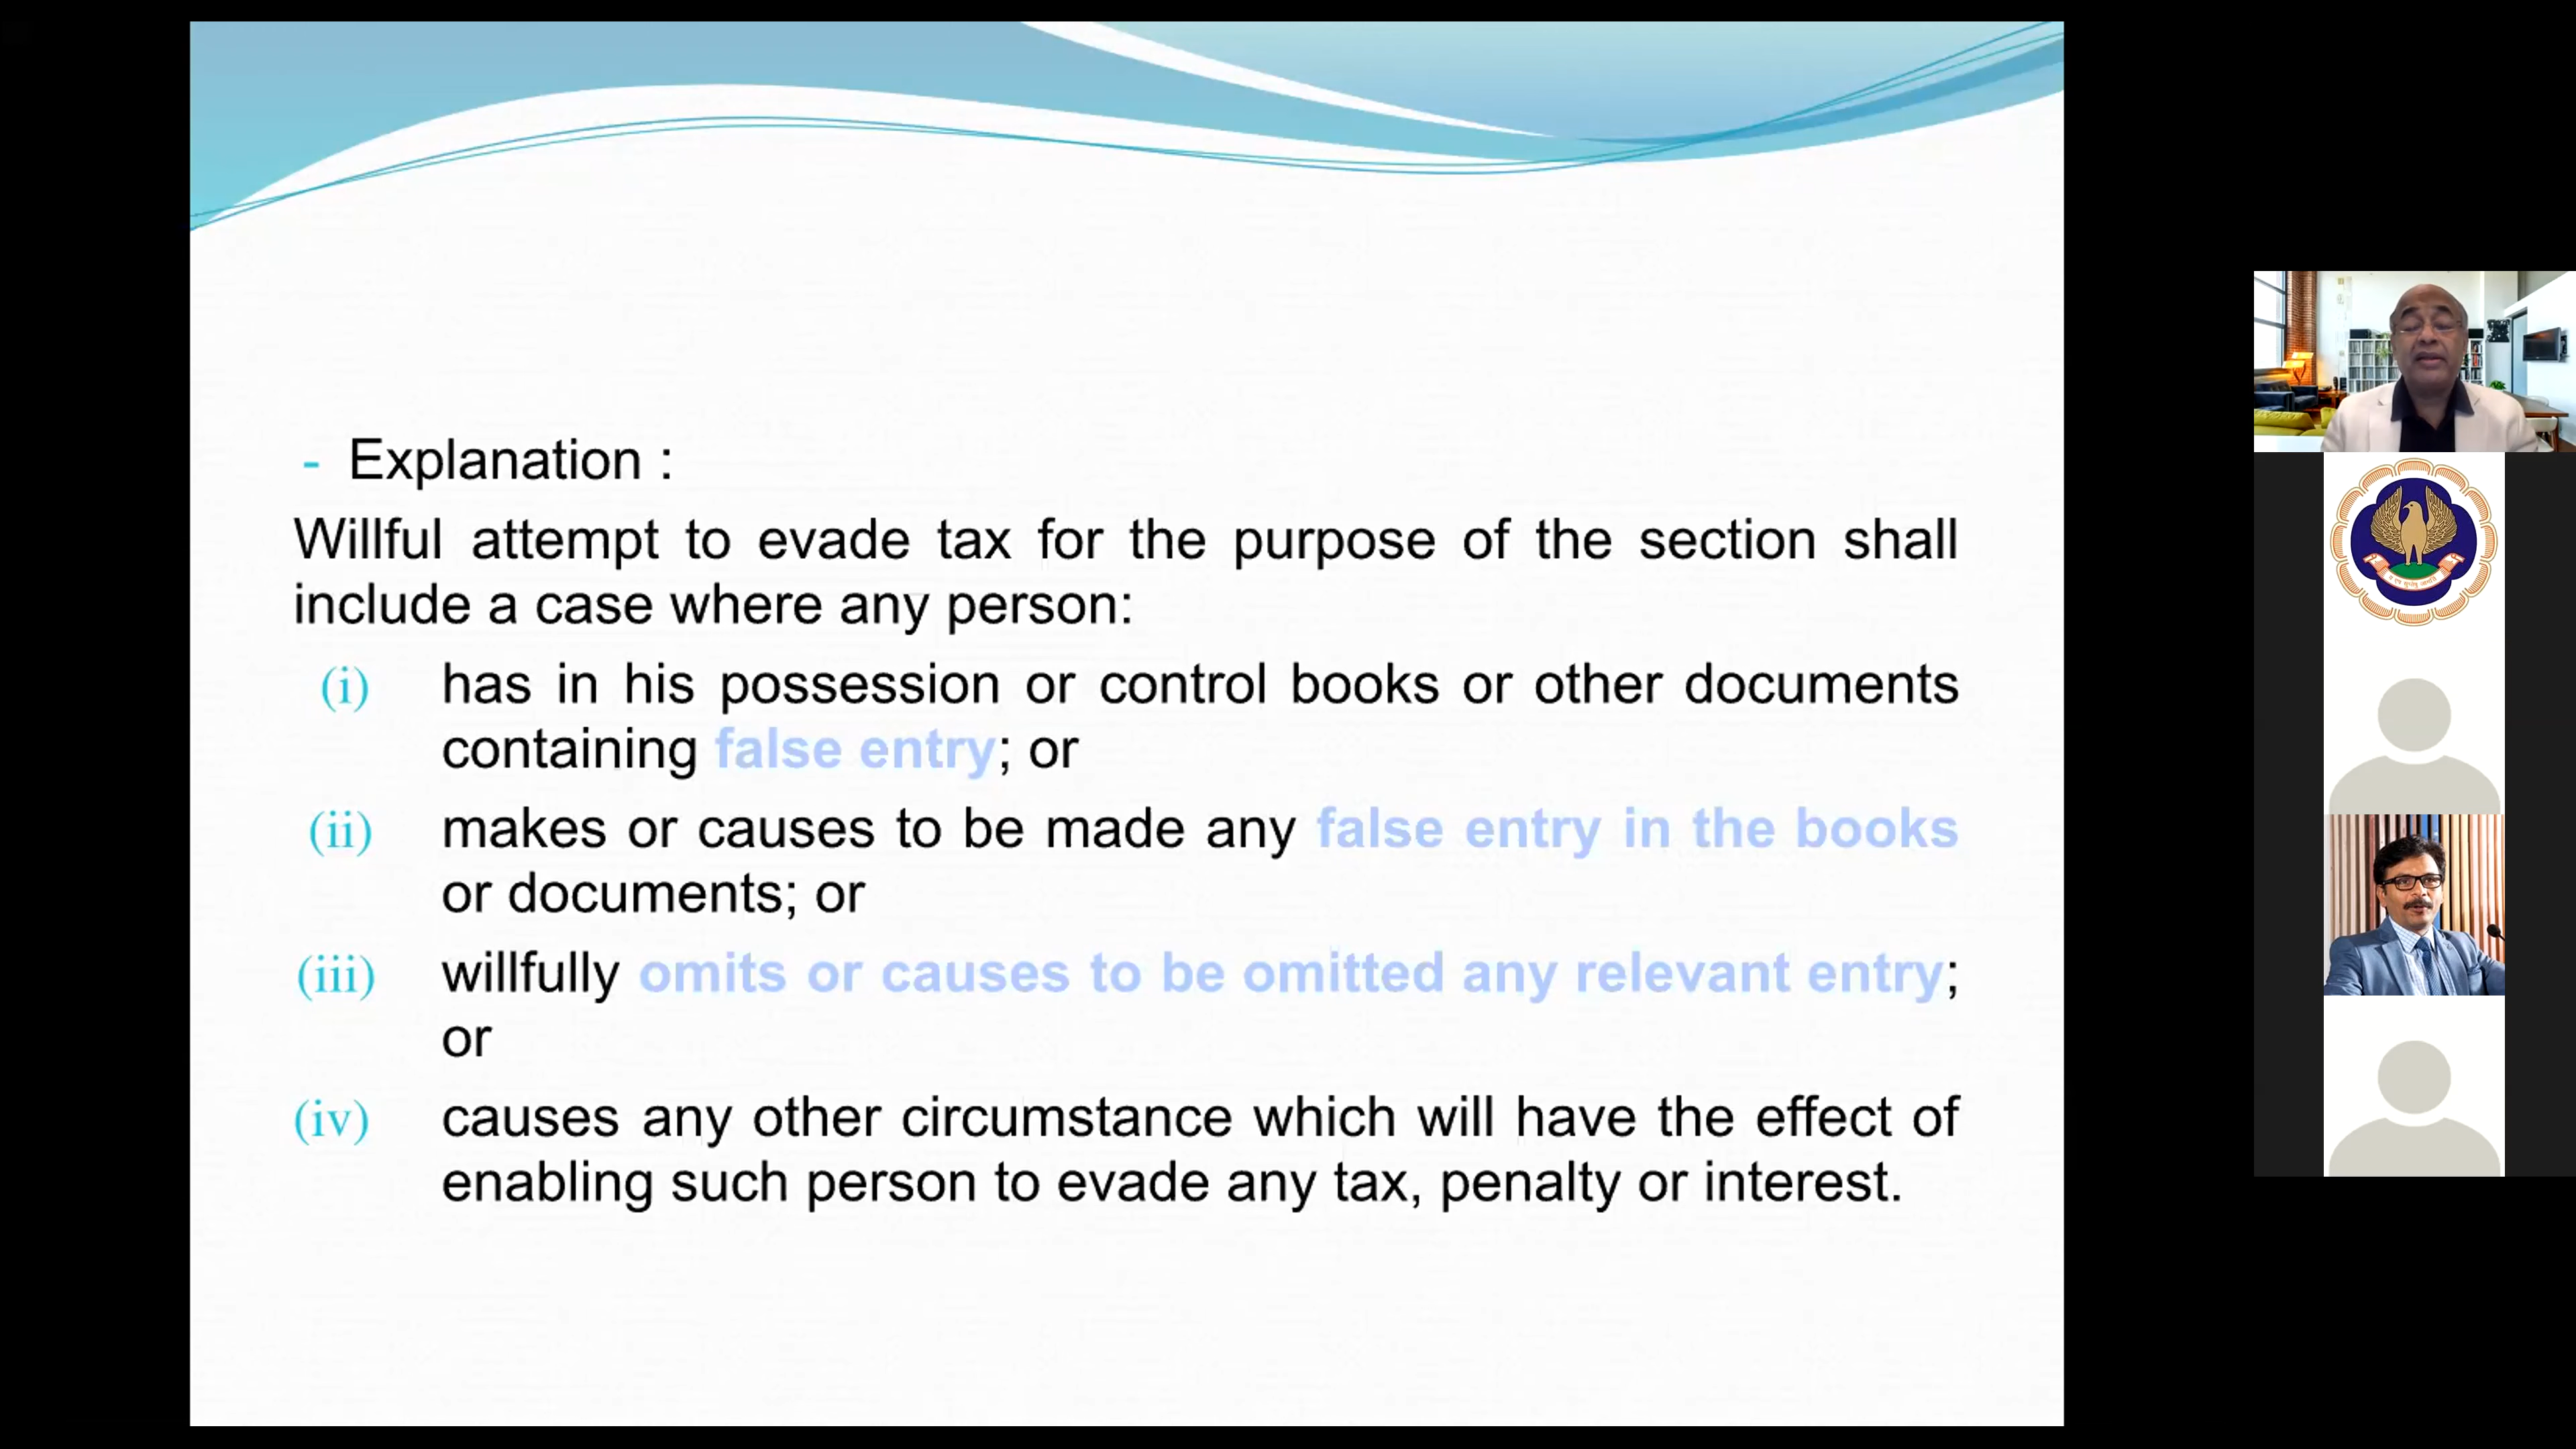 - Explanation :
Willful attempt to evade tax for the purpose of the section shall
include a case where any person:
(i) has in his possession or control books or other documents
containing false entry; or
(ii) makes or causes to be made any false entry in the books
or documents; or
(iii) willfully omits or causes to be omitted any relevant entry;
or
(iv) causes any other circumstance which will have the effect of
enabling such person to evade any tax, penalty or interest.